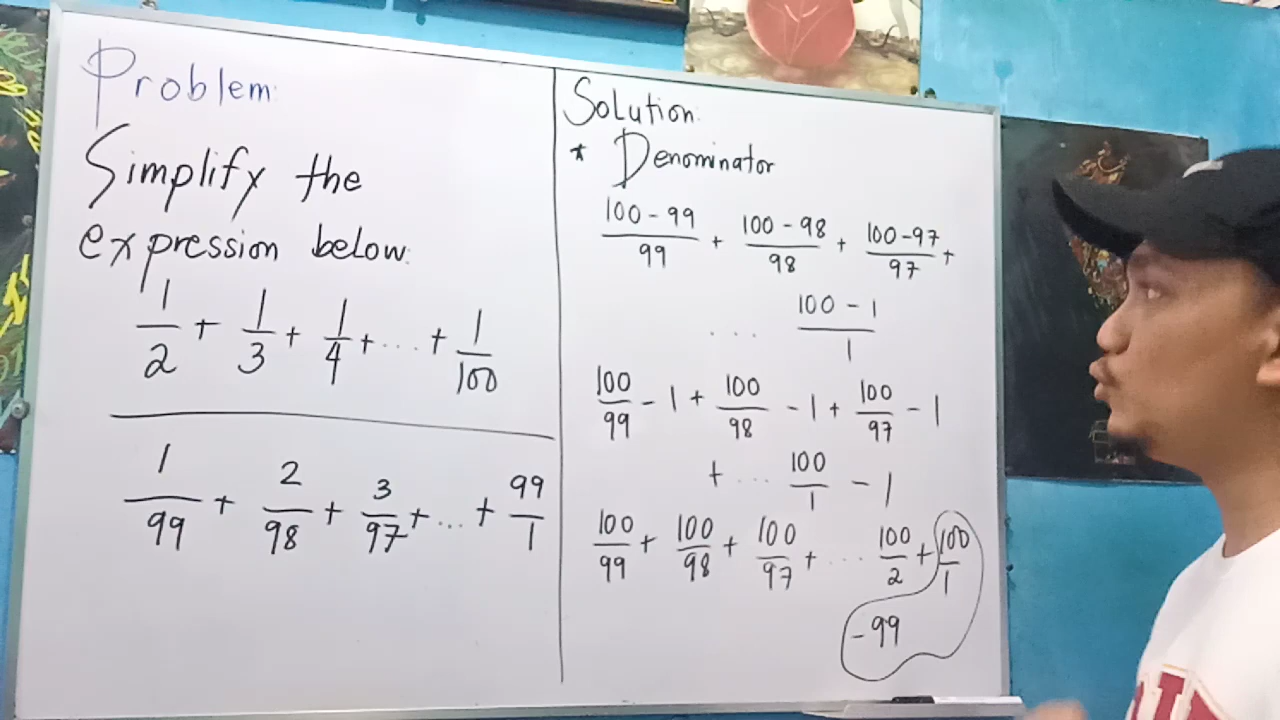 Problem:
Simplify the
expression below:
1/2 + 1/3 + 1/4 + ... + 1/100
1/99 + 2/98 + 3/97 + ... + 99/1
Solution:
* Denominator
100 - 99/99 + 100 - 98/98 + 100 - 97/97 +
... 100 - 1/1
100/99 - 1 + 100/98 - 1 + 100/97 - 1
+ ... 100/1 - 1
100/99 + 100/98 + 100/97 + ... 100/2 + 100/1
- 99